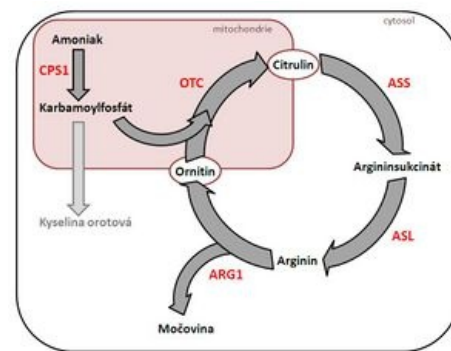 mitochondrie
cytosol
Amoniak
CPS1
OTC
Citrulin
ASS
Karbamoylfosfát
Argininsukcinát
Ornitin
Kyselina orotová
ASL
Arginin
ARG1
Močovina